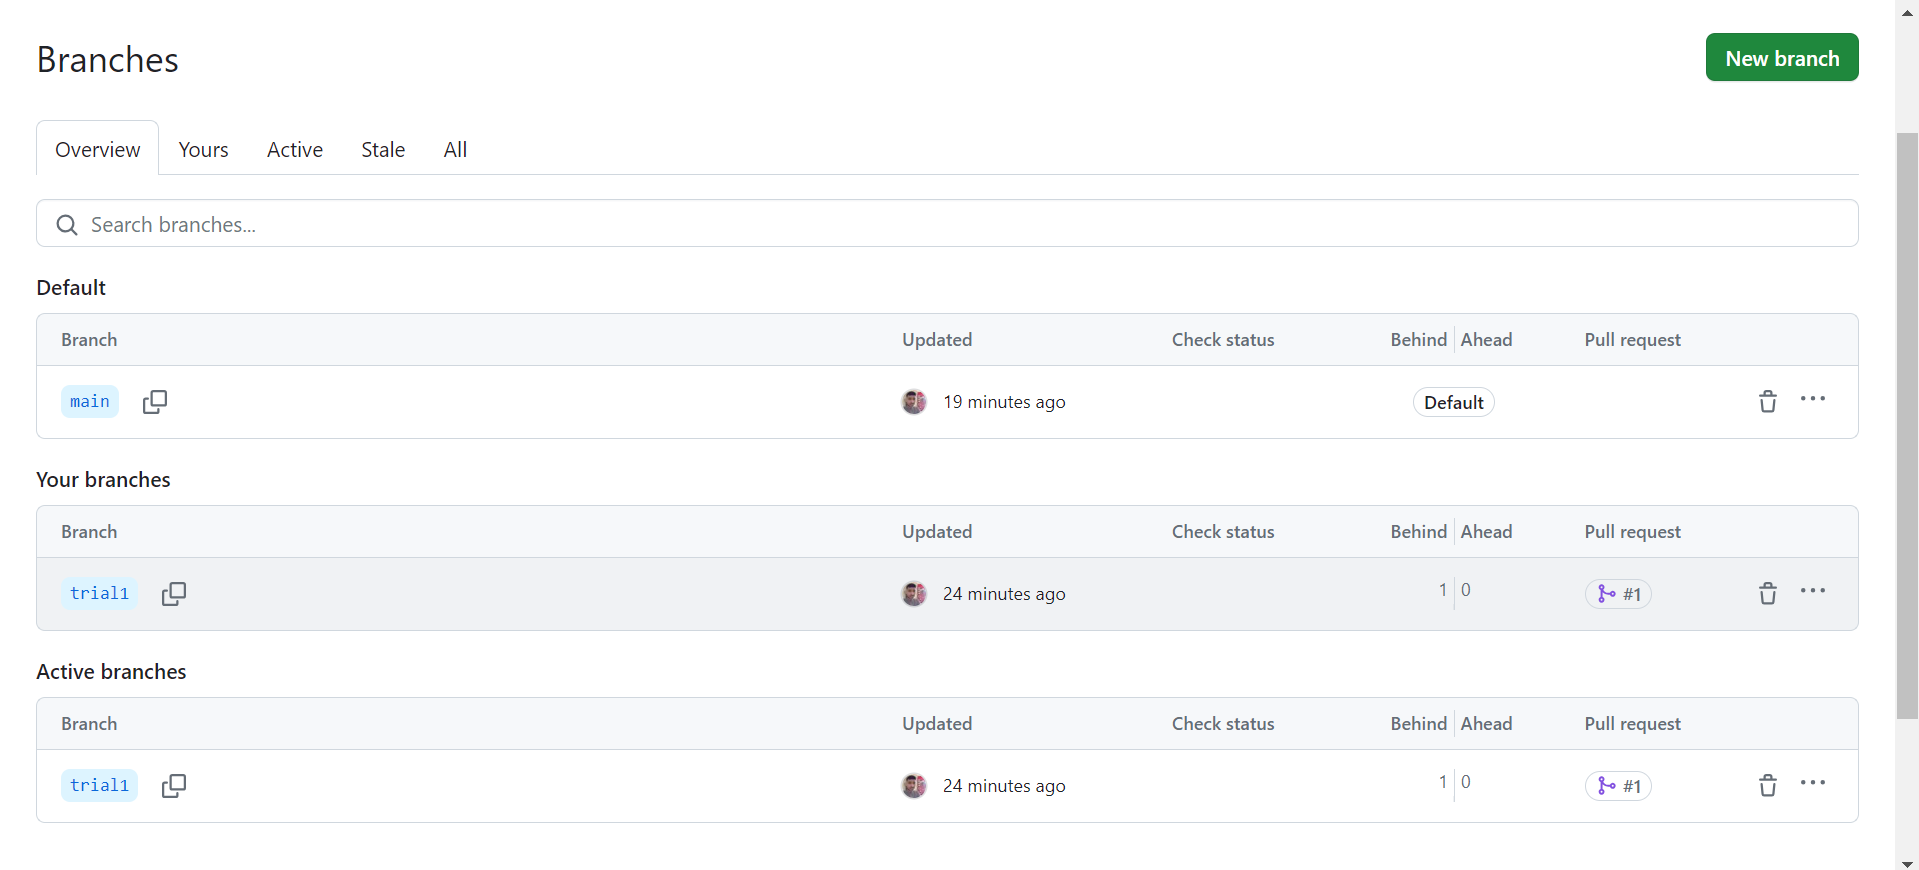 Branches
New branch
Overview Yours Active Stale All
Search branches...
Default
Branch Updated Check status Behind Ahead Pull request
main 19 minutes ago Default
Your branches
Branch Updated Check status Behind Ahead Pull request
trial1 24 minutes ago 1 0 #1
Active branches
Branch Updated Check status Behind Ahead Pull request
trial1 24 minutes ago 1 0 #1